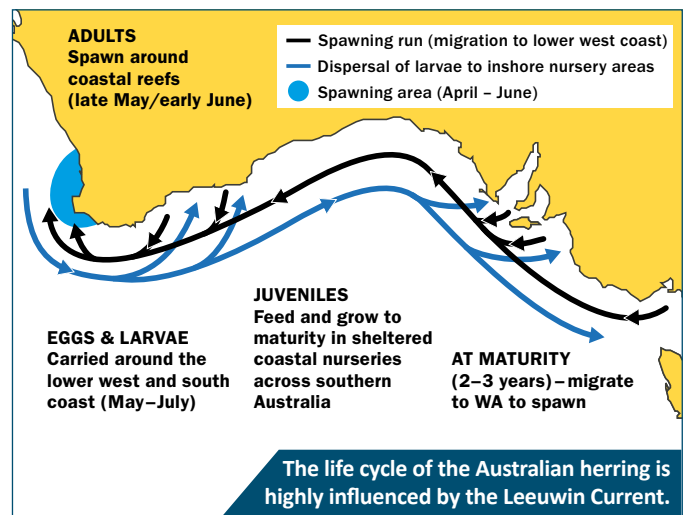 ADULTS
Spawn around
coastal reefs
(late May/early June)
Spawning run (migration to lower west coast)
Dispersal of larvae to inshore nursery areas
Spawning area (April – June)
EGGS & LARVAE
Carried around the
lower west and south
coast (May–July)
JUVENILES
Feed and grow to
maturity in sheltered
coastal nurseries
across southern
Australia
AT MATURITY
(2–3 years) – migrate
to WA to spawn
The life cycle of the Australian herring is
highly influenced by the Leeuwin Current.